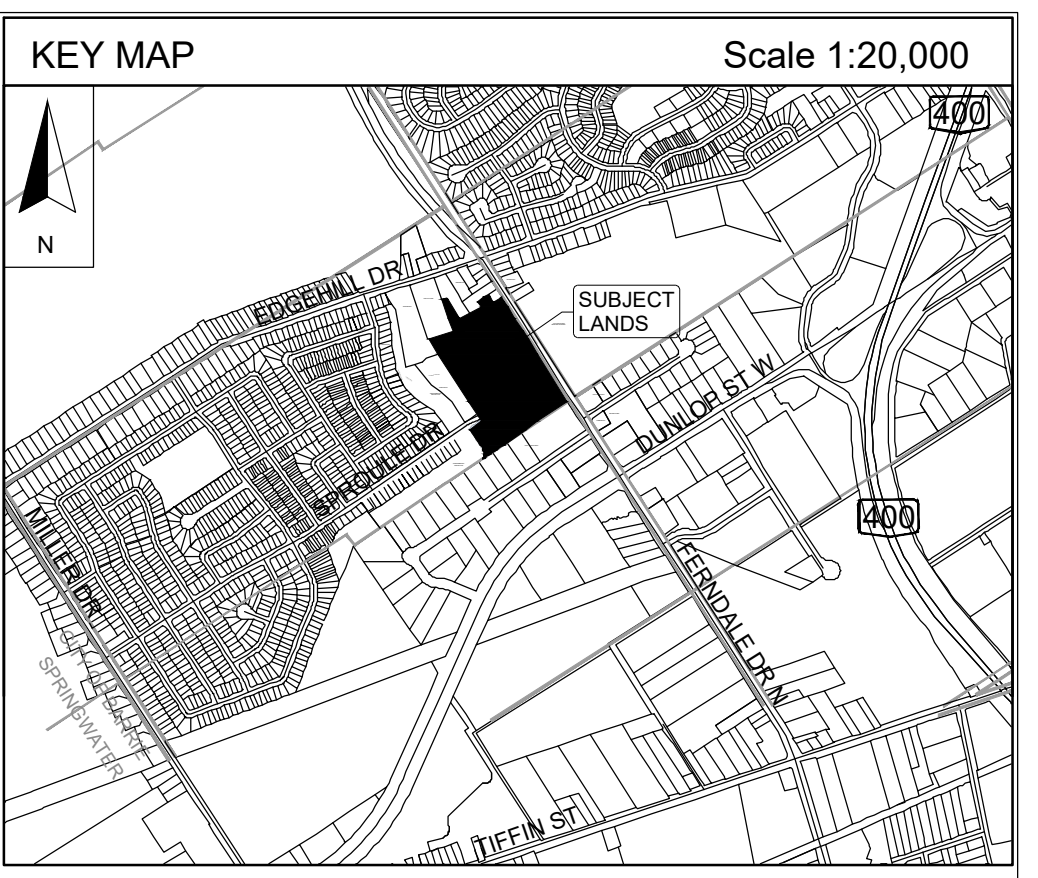 KEY MAP
Scale 1:20,000
N
400
EDGEHILL DR
SUBJECT
LANDS
DUNLOP ST W
SPROULE DR
400
MILLER DR
FERNDALE DR N
CITY OF BARRIE
SPRINGWATER
TIFFIN ST